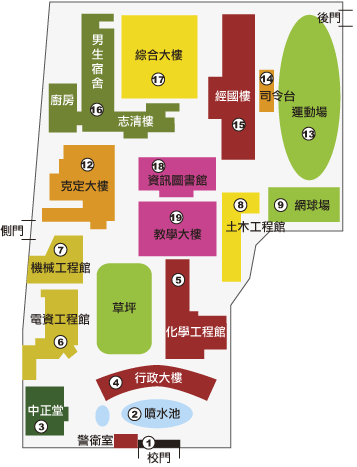 後門
男生宿舍
16
綜合大樓
17
廚房
志清樓
經國樓
15
14
司令台
運動場
13
12
克定大樓
18
資訊圖書館
19
教學大樓
8
土木工程館
9
網球場
側門
7
機械工程館
5
化學工程館
草坪
電資工程館
6
4
行政大樓
中正堂
3
2
噴水池
警衛室
1
校門